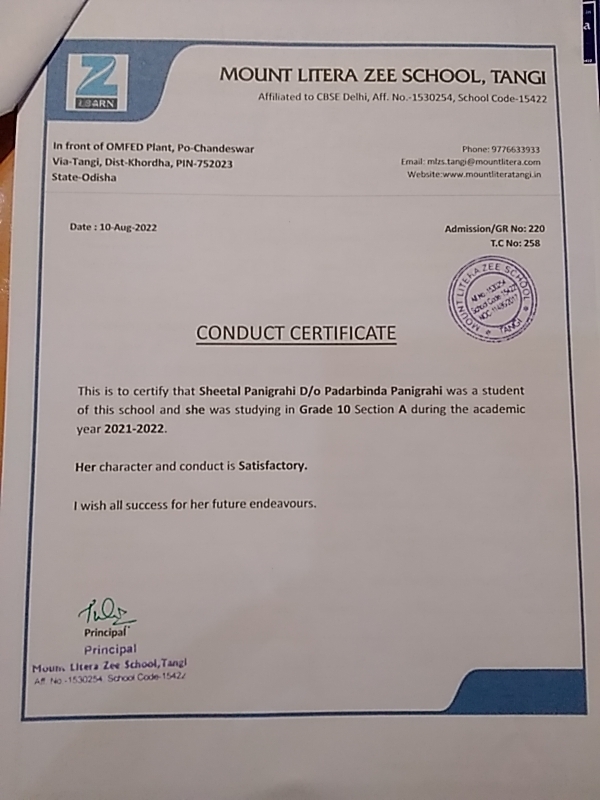 Z
LEARN
MOUNT LITERA ZEE SCHOOL, TANGI
Affiliated to CBSE Delhi, Aff. No.-1530254, School Code-15422
In front of OMFED Plant, Po-Chandeswar
Via-Tangi, Dist-Khordha, PIN-752023
State-Odisha
Phone: 9776633933
Email: mlzs.tangi@mountlitera.com
Website:www.mountliteratangi.in
Date : 10-Aug-2022
Admission/GR No: 220
T.C No: 258
MOUNT LITERA ZEE SCHOOL
TANGI
CONDUCT CERTIFICATE
This is to certify that Sheetal Panigrahi D/o Padarbinda Panigrahi was a student
of this school and she was studying in Grade 10 Section A during the academic
year 2021-2022.
Her character and conduct is Satisfactory.
I wish all success for her future endeavours.
Principal
Principal
Mount Litera Zee School,Tangi
Aff. No.-1530254, School Code-15422